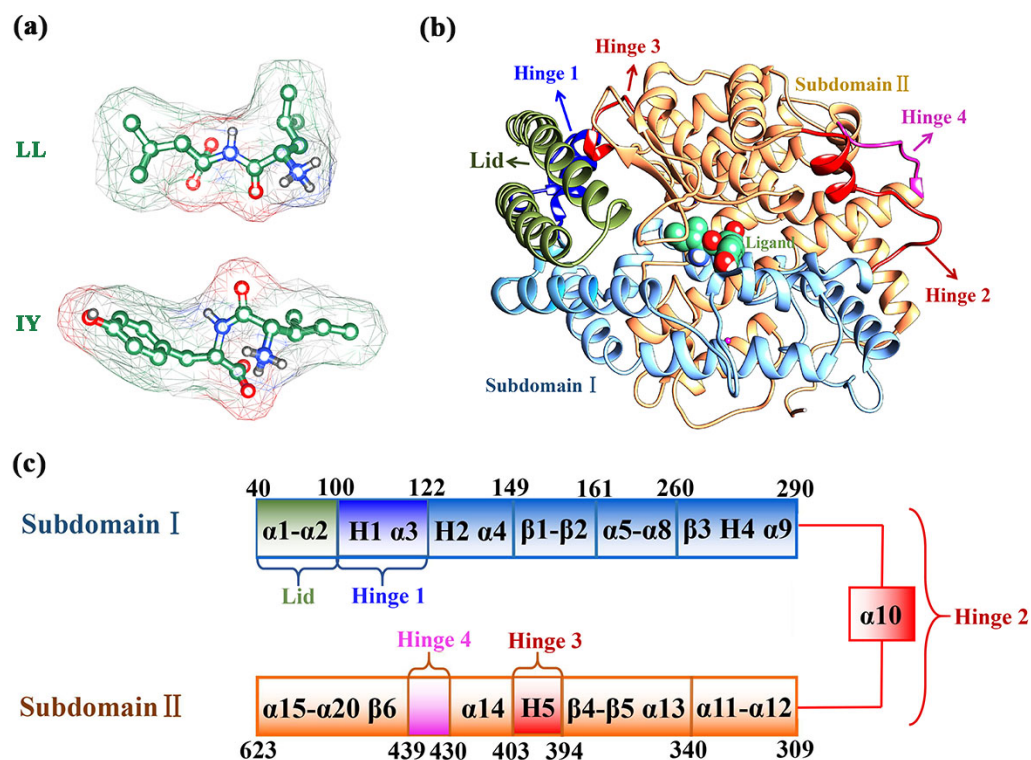 (a)
LL
IY
(b)
Hinge 3
Hinge 1
Subdomain Ⅱ
Hinge 4
Lid
Ligand
Hinge 2
Subdomain Ⅰ
(c)
40 100 122 149 161 260 290
Subdomain Ⅰ
α1-α2 H1 α3 H2 α4 β1-β2 α5-α8 β3 H4 α9
Lid Hinge 1
α10
Hinge 2
Hinge 4 Hinge 3
Subdomain Ⅱ
α15-α20 β6 α14 H5 β4-β5 α13 α11-α12
623 439 430 403 394 340 309